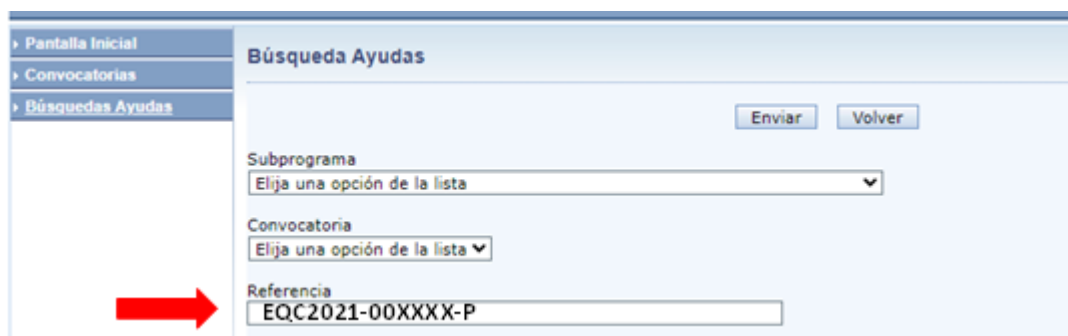 Pantalla Inicial
Convocatorias
Búsquedas Ayudas
Búsqueda Ayudas
Enviar Volver
Subprograma
Elija una opción de la lista
Convocatoria
Elija una opción de la lista
Referencia
EQC2021-00XXXX-P